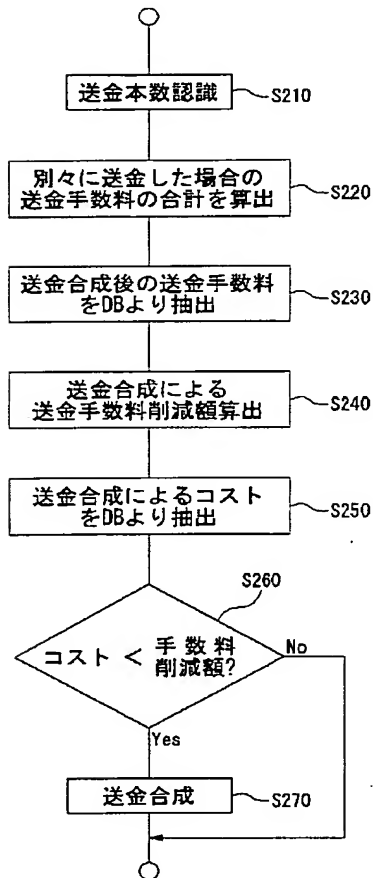 送金本数認識
S210
別々に送金した場合の
送金手数料の合計を算出
S220
送金合成後の送金手数料
をDBより抽出
S230
送金合成による
送金手数料削減額算出
S240
送金合成によるコスト
をDBより抽出
S250
S260
コスト < 手数料
削減額?
No
Yes
送金合成
S270